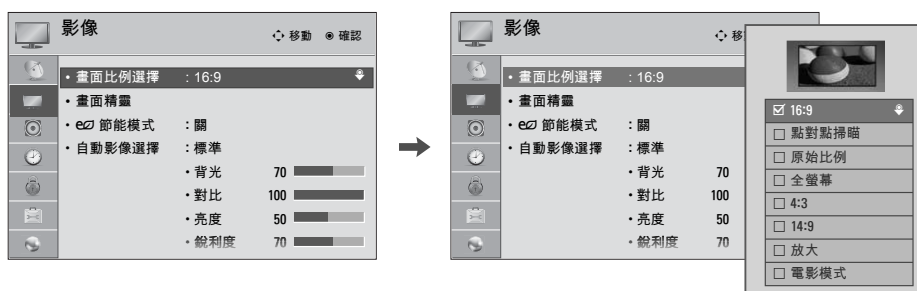 影像
移動 確認
・畫面比例選擇 : 16:9
・畫面精靈
・eco 節能模式 : 關
・自動影像選擇 : 標準
・背光 70
・對比 100
・亮度 50
・銳利度 70
影像
移
・畫面比例選擇 : 16:9
・畫面精靈
・eco 節能模式 : 關
・自動影像選擇 : 標準
・背光 70
・對比 100
・亮度 50
・銳利度 70
☑ 16:9
□ 點對點掃瞄
□ 原始比例
□ 全螢幕
□ 4:3
□ 14:9
□ 放大
□ 電影模式